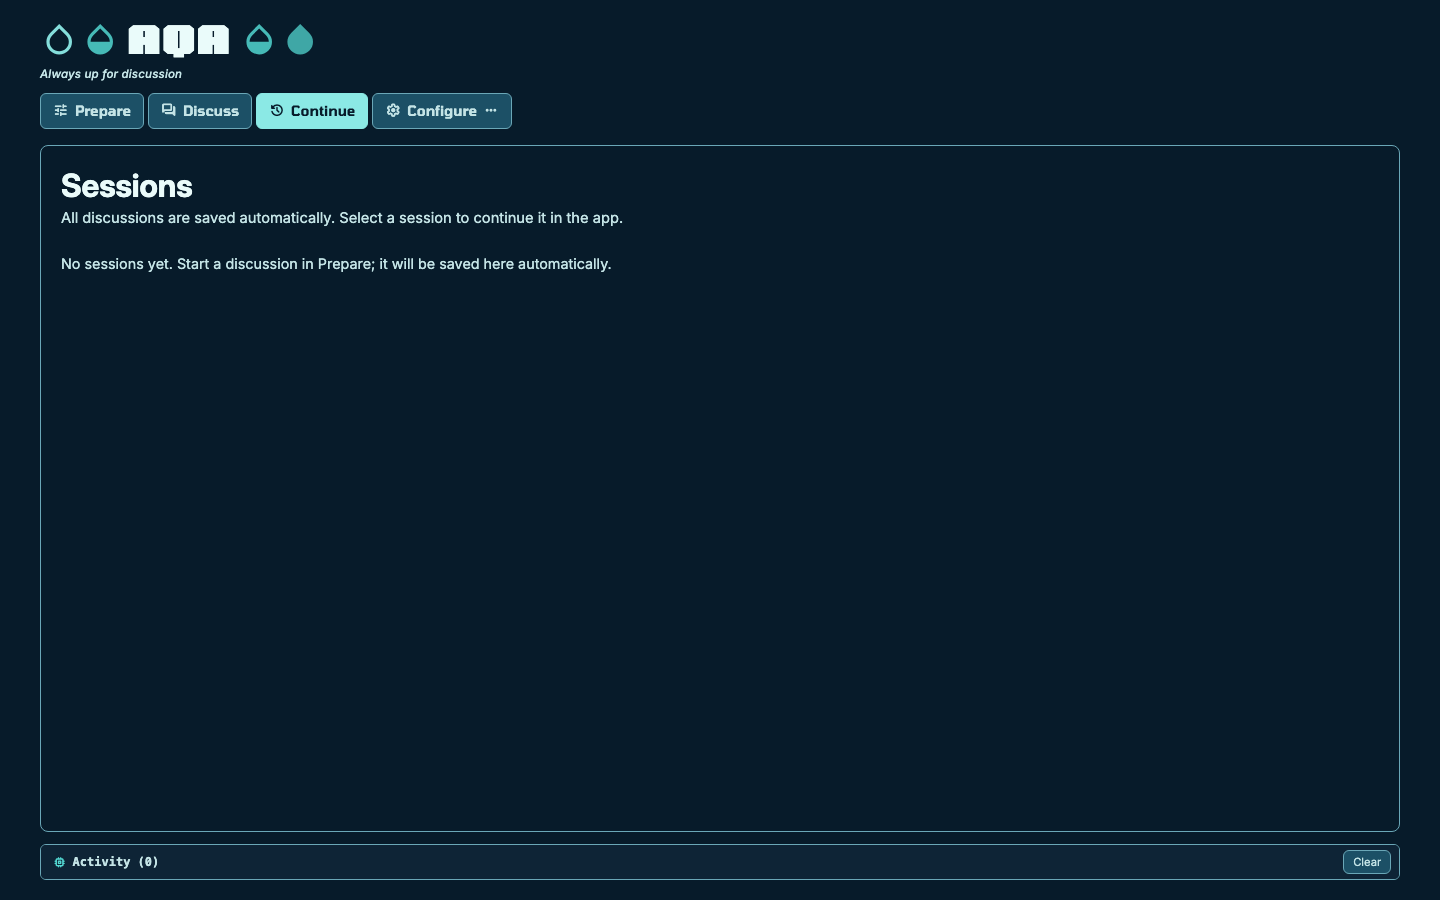 AQA
Always up for discussion
Prepare
Discuss
Continue
Configure ···
Sessions
All discussions are saved automatically. Select a session to continue it in the app.
No sessions yet. Start a discussion in Prepare; it will be saved here automatically.
Activity (0)
Clear